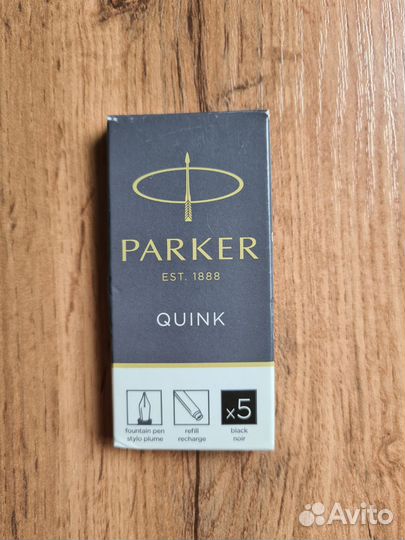 PARKER
EST. 1888
QUINK
x5
fountain pen
stylo plume
refill
recharge
black
noir
Avito